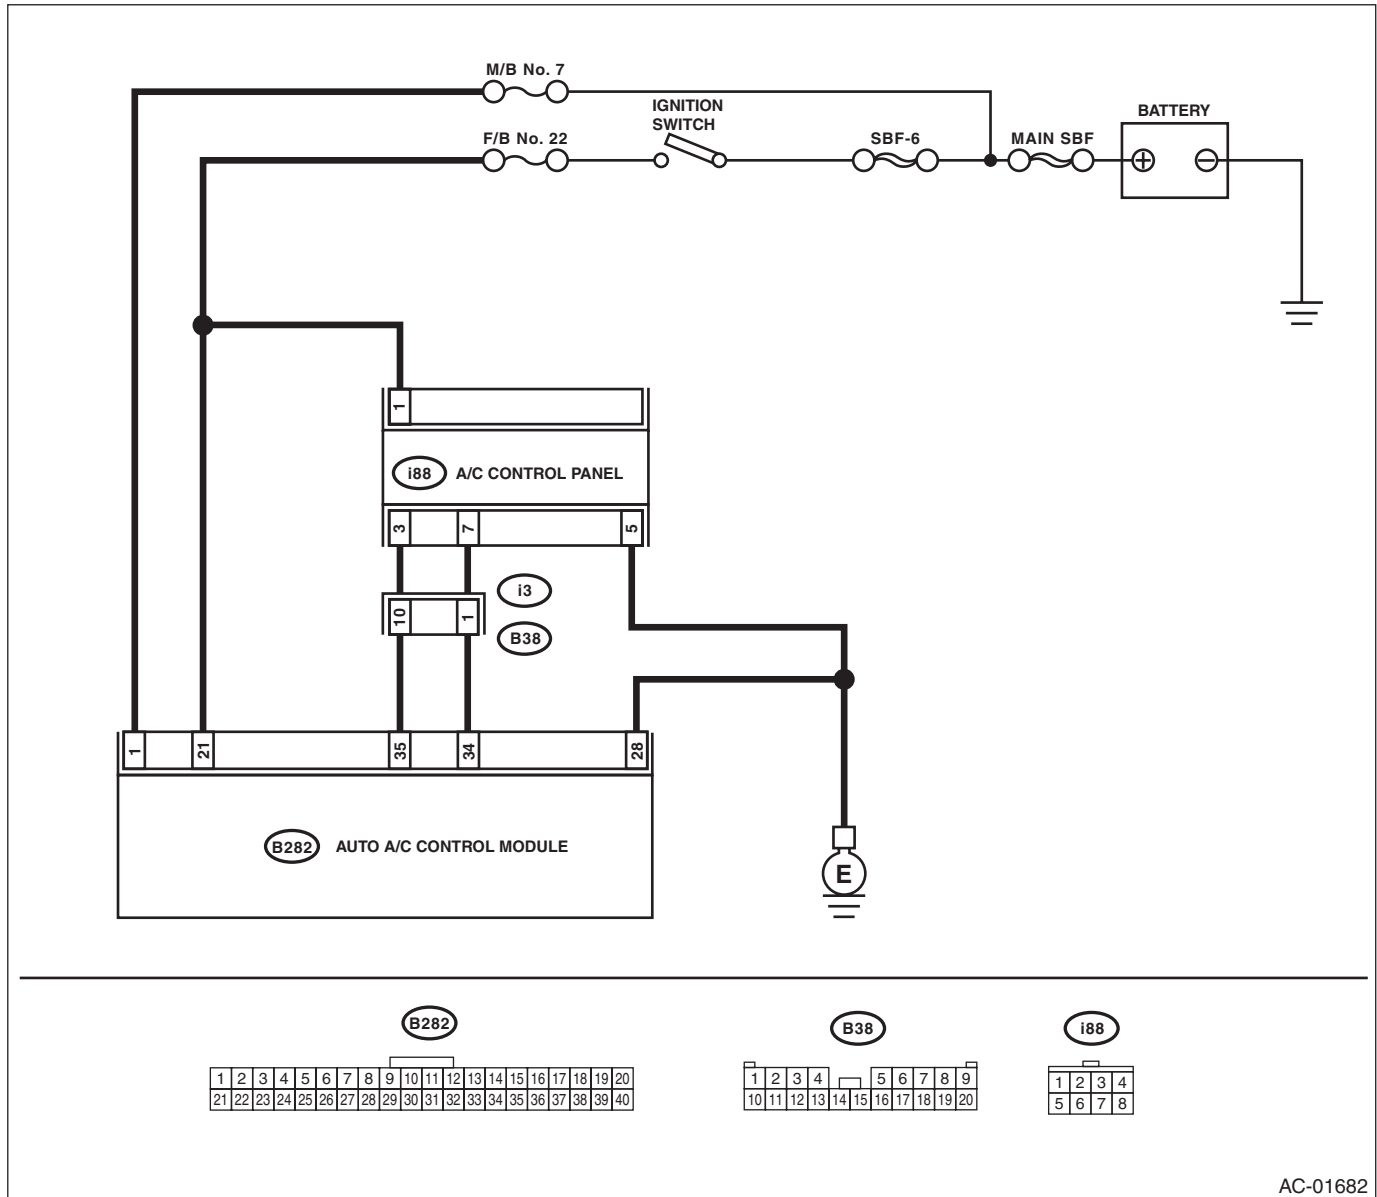 M/B No. 7
IGNITION
SWITCH
BATTERY
F/B No. 22
SBF-6
MAIN SBF
+
−
1
i88
A/C CONTROL PANEL
3
7
5
i3
10
1
B38
1
21
35
34
28
B282
AUTO A/C CONTROL MODULE
E
B282
B38
i88
1 2 3 4 5 6 7 8 9 10 11 12 13 14 15 16 17 18 19 20
21 22 23 24 25 26 27 28 29 30 31 32 33 34 35 36 37 38 39 40
1 2 3 4 5 6 7 8 9
10 11 12 13 14 15 16 17 18 19 20
1 2 3 4
5 6 7 8
AC-01682